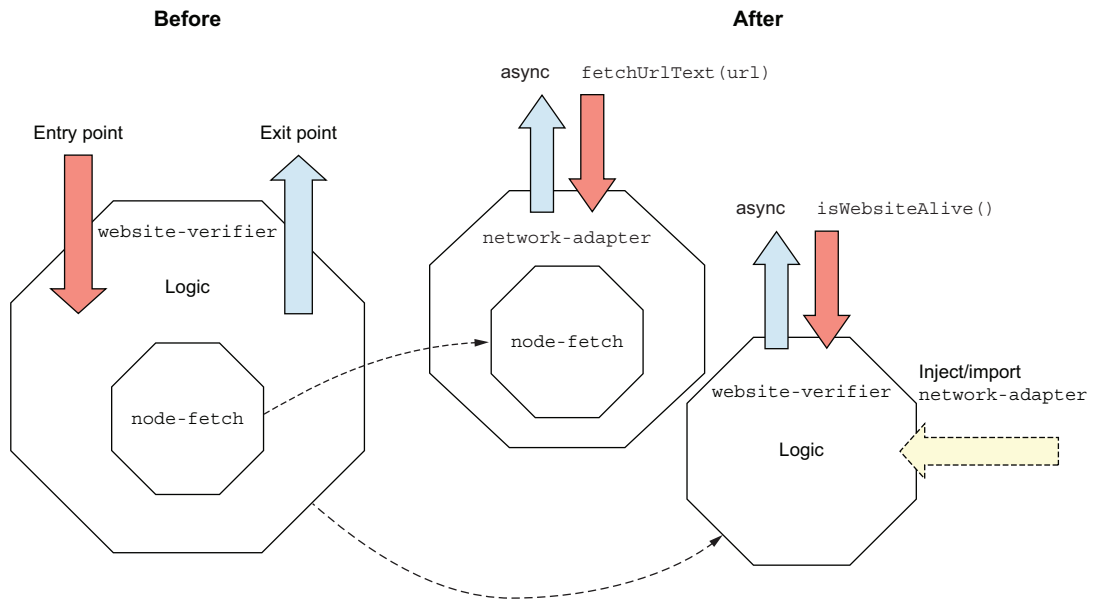 Before
Entry point
Exit point
website-verifier
Logic
node-fetch
After
async
fetchUrlText(url)
network-adapter
node-fetch
async
isWebsiteAlive()
website-verifier
Logic
Inject/import
network-adapter